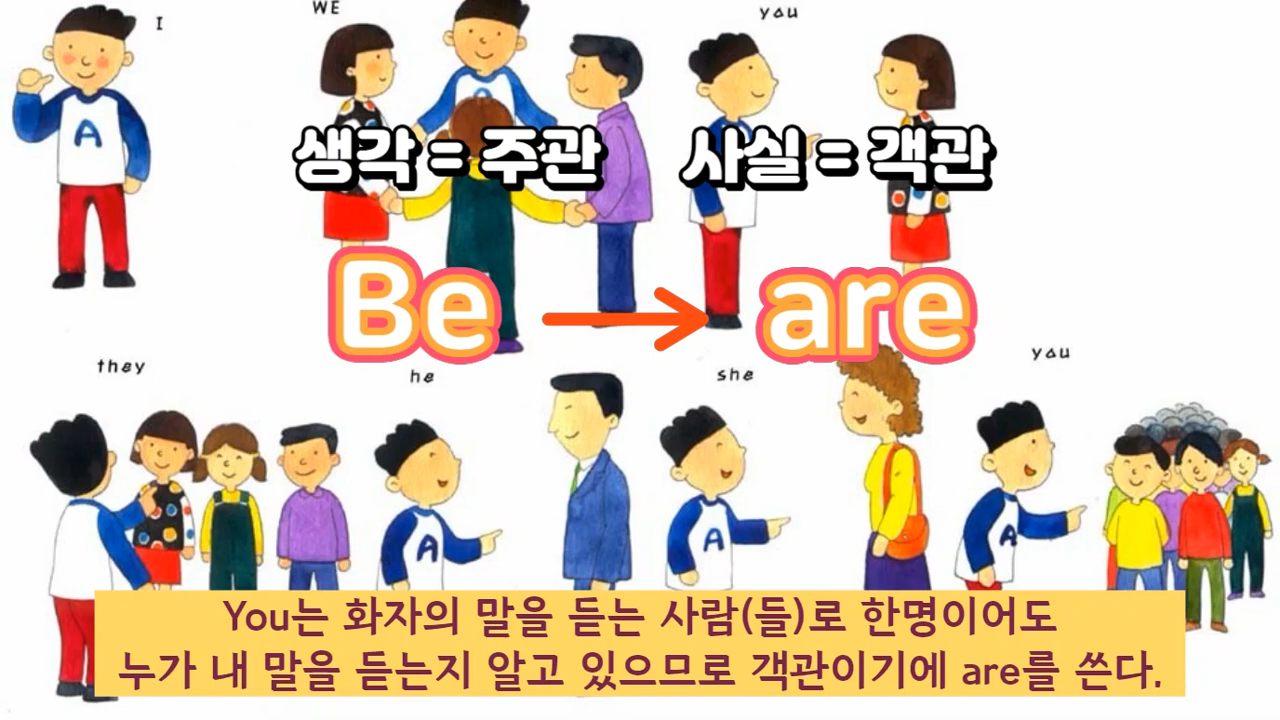 I
WE
you
생각 = 주관
사실 = 객관
Be → are
they
he
she
you
You는 화자의 말을 듣는 사람(들)로 한명이어도
누가 내 말을 듣는지 알고 있으므로 객관이기에 are를 쓴다.
A
A
A
A
A